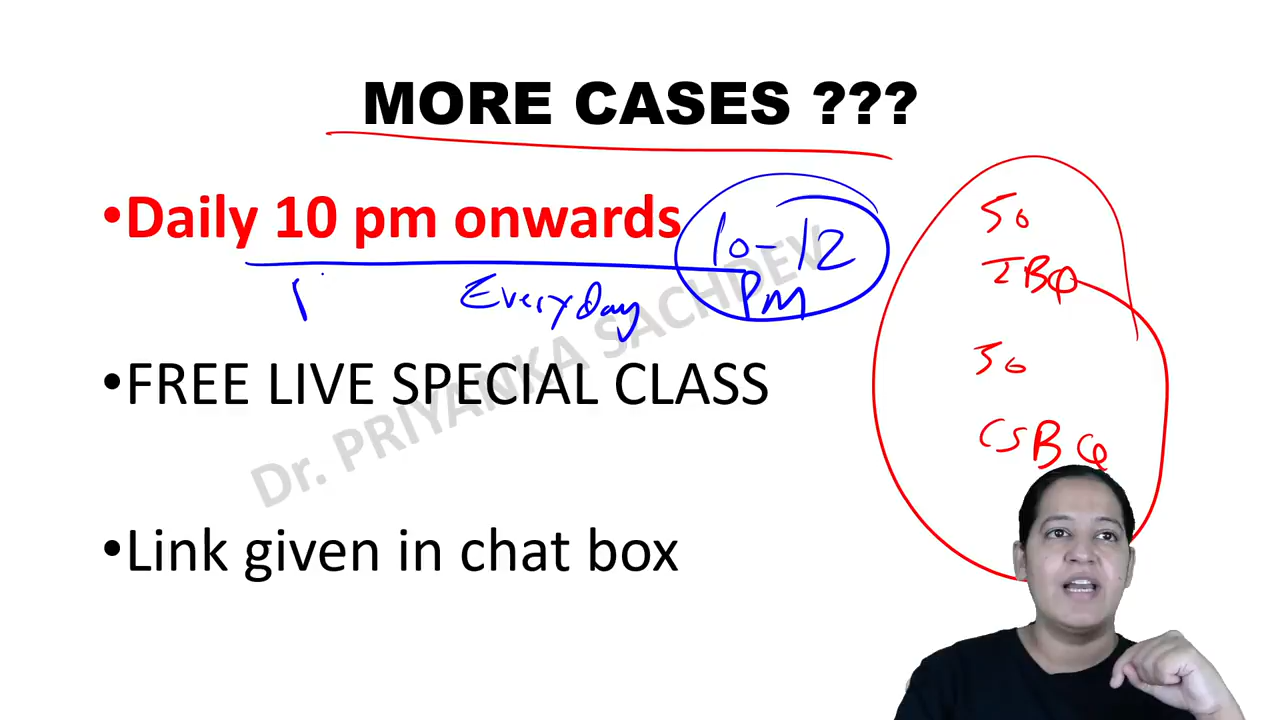 MORE CASES ???
•Daily 10 pm onwards
10-12
PM
EveryDay
•FREE LIVE SPECIAL CLASS
•Link given in chat box
50
IBQ
50
CSBQ
Dr. PRIYANKA SACHDEV